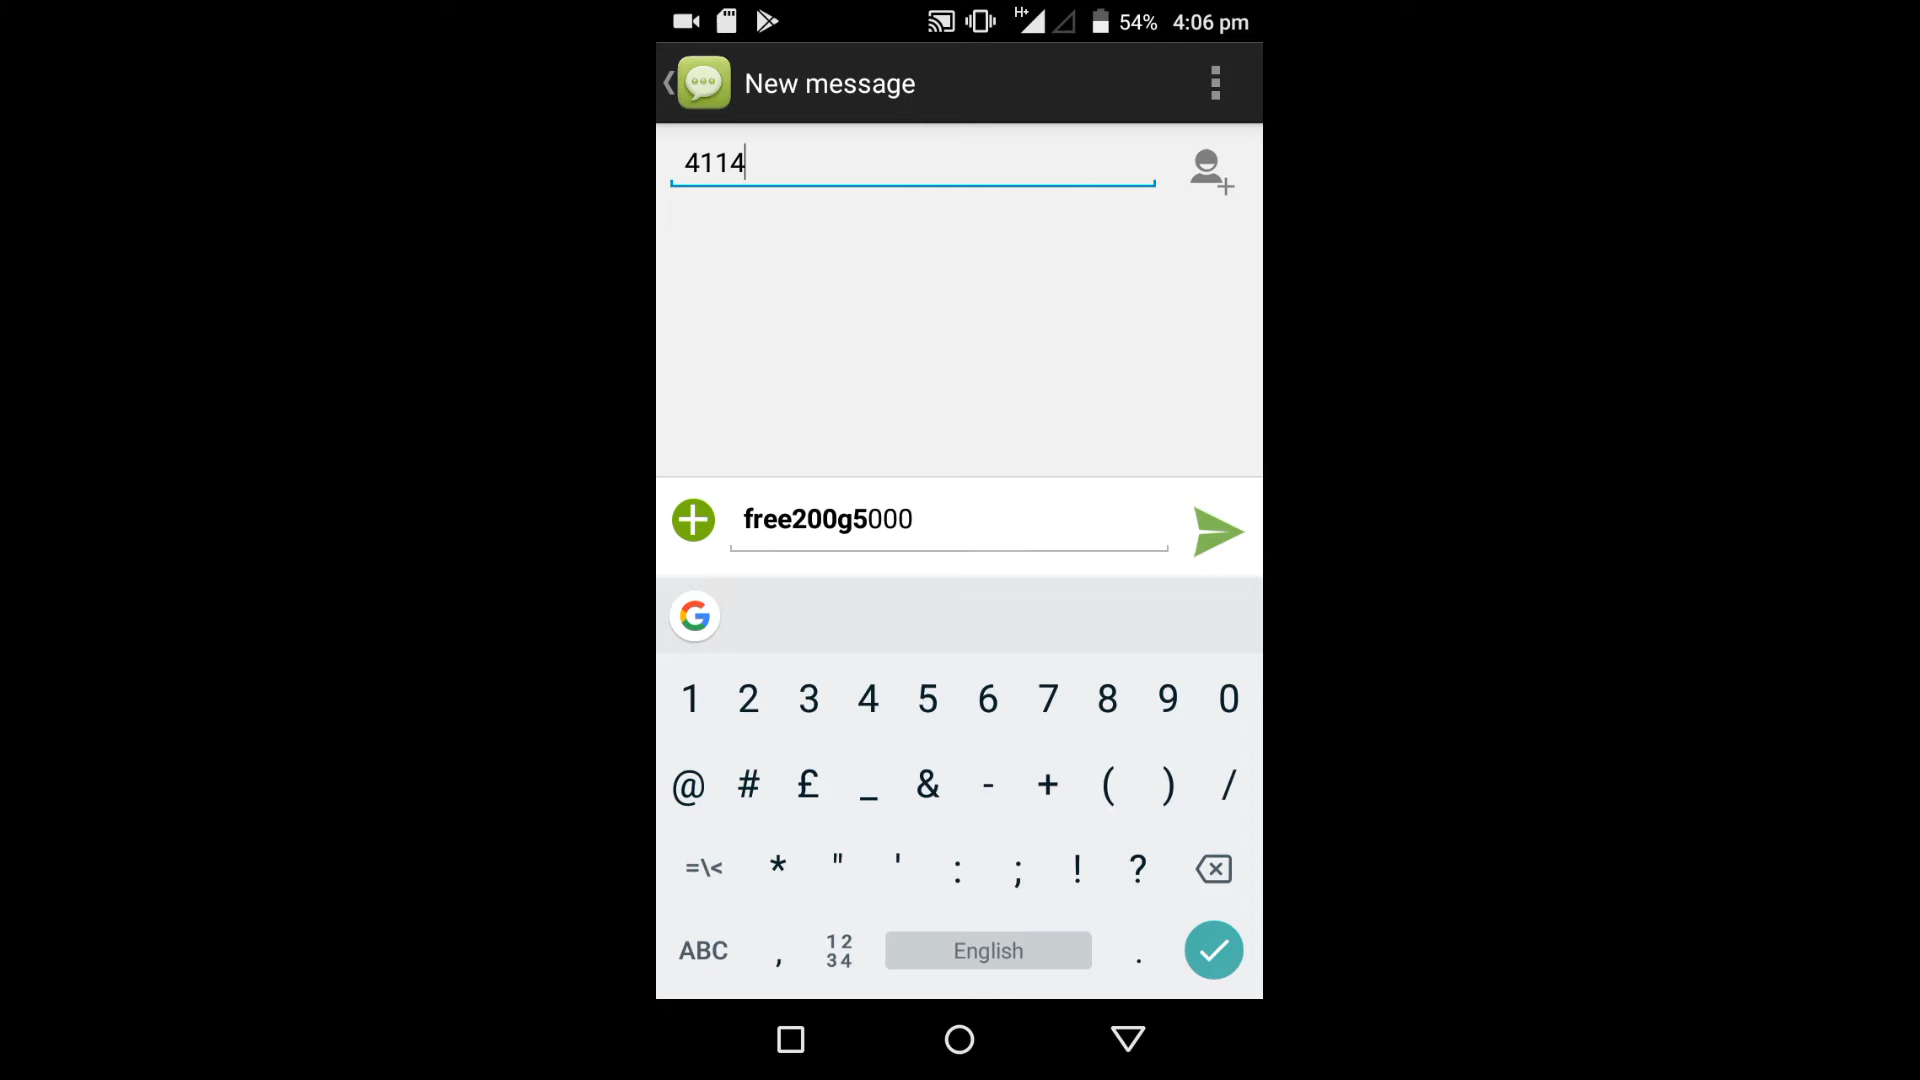 H+ 54% 4:06 pm
New message
4114
free200g5000
G
1 2 3 4 5 6 7 8 9 0
@ # £ _ & - + ( ) /
=\< * " ' : ; ! ?
ABC , 12 34 English .